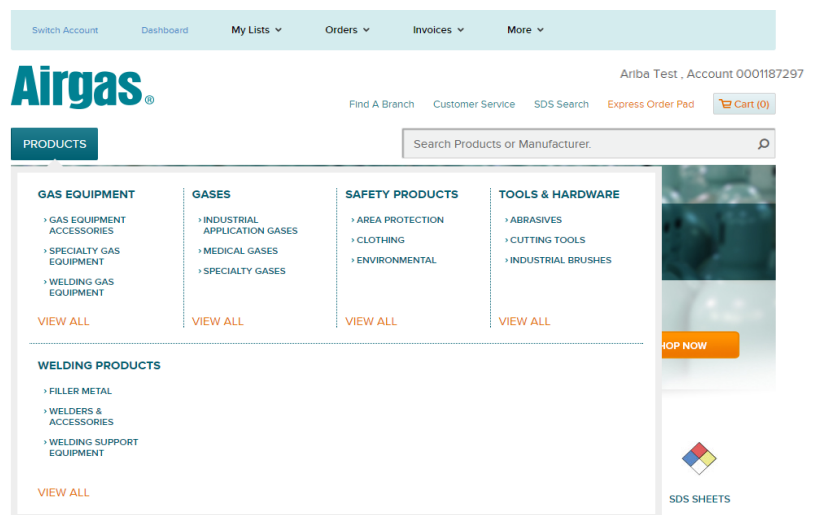 Switch Account Dashboard My Lists Orders Invoices More
Ariba Test , Account 0001187297
Airgas®
Find A Branch Customer Service SDS Search Express Order Pad Cart (0)
PRODUCTS Search Products or Manufacturer.
GAS EQUIPMENT
› GAS EQUIPMENT
ACCESSORIES
› SPECIALTY GAS
EQUIPMENT
› WELDING GAS
EQUIPMENT
VIEW ALL
GASES
› INDUSTRIAL
APPLICATION GASES
› MEDICAL GASES
› SPECIALTY GASES
VIEW ALL
SAFETY PRODUCTS
› AREA PROTECTION
› CLOTHING
› ENVIRONMENTAL
VIEW ALL
TOOLS & HARDWARE
› ABRASIVES
› CUTTING TOOLS
› INDUSTRIAL BRUSHES
VIEW ALL
WELDING PRODUCTS
› FILLER METAL
› WELDERS &
ACCESSORIES
› WELDING SUPPORT
EQUIPMENT
VIEW ALL
HOP NOW
SDS SHEETS